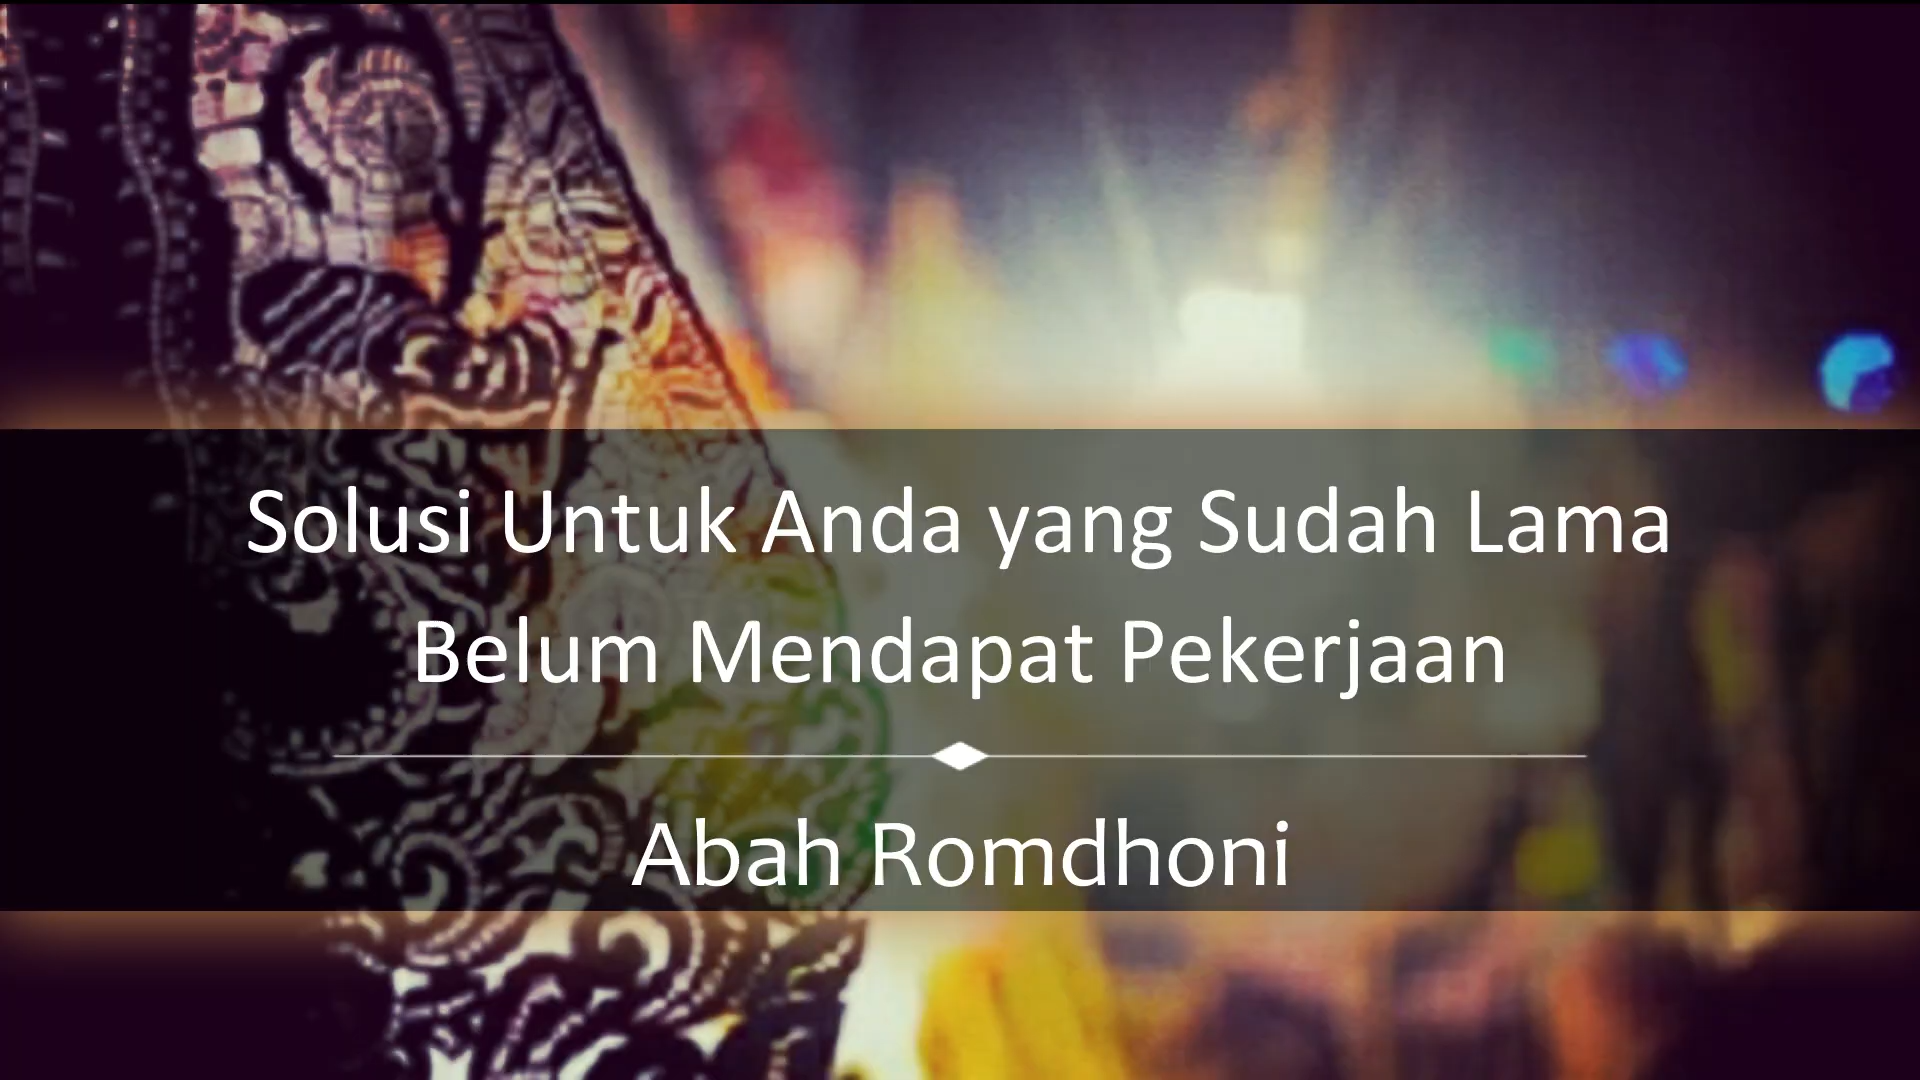 Solusi Untuk Anda yang Sudah Lama
Belum Mendapat Pekerjaan
Abah Romdhoni